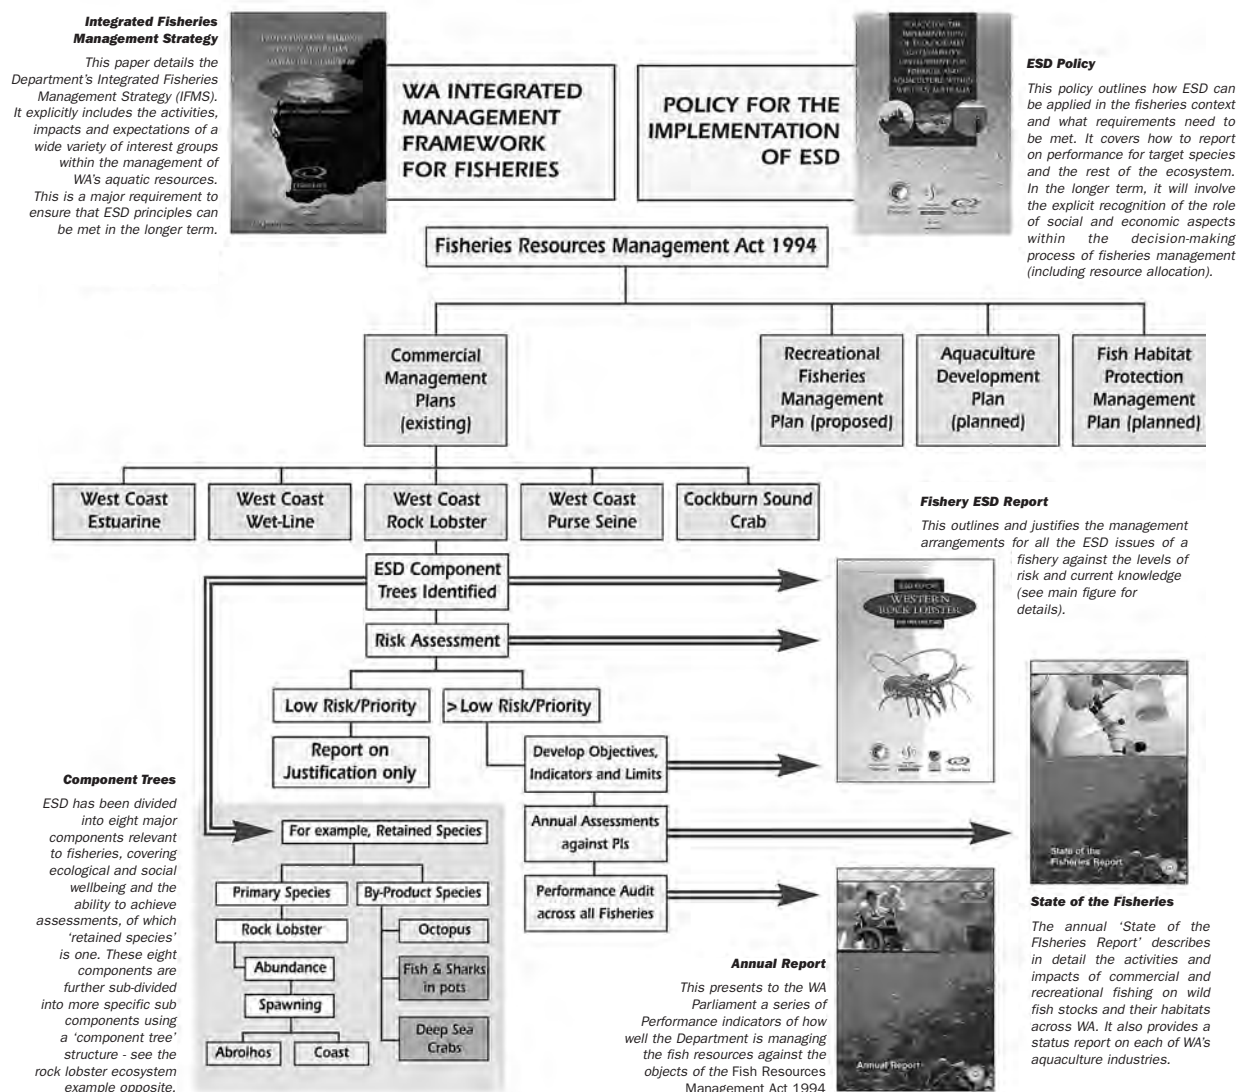 Integrated Fisheries
Management Strategy
This paper details the
Department's Integrated Fisheries
Management Strategy (IFMS).
It explicitly includes the activities,
impacts and expectations of a
wide variety of interest groups
within the management of
WA's aquatic resources.
This is a major requirement to
ensure that ESD principles can
be met in the longer term.
WA INTEGRATED
MANAGEMENT
FRAMEWORK
FOR FISHERIES
POLICY FOR THE
IMPLEMENTATION
OF ESD
POLICY FOR THE
IMPLEMENTATION
OF ECOLOGICALLY
SUSTAINABLE
DEVELOPMENT FOR
FISHERIES AND
AQUACULTURE WITHIN
WESTERN AUSTRALIA
ESD Policy
This policy outlines how ESD can
be applied in the fisheries context
and what requirements need to
be met. It covers how to report
on performance for target species
and the rest of the ecosystem.
In the longer term, it will involve
the explicit recognition of the role
of social and economic aspects
within the decision-making
process of fisheries management
(including resource allocation).
Fisheries Resources Management Act 1994
Commercial
Management
Plans
(existing)
Recreational
Fisheries
Management
Plan (proposed)
Aquaculture
Development
Plan
(planned)
Fish Habitat
Protection
Management
Plan (planned)
West Coast
Estuarine
West Coast
Wet-Line
West Coast
Rock Lobster
West Coast
Purse Seine
Cockburn Sound
Crab
ESD Component
Trees Identified
Risk Assessment
Low Risk/Priority
> Low Risk/Priority
Report on
Justification only
Develop Objectives,
Indicators and Limits
Annual Assessments
against PIs
Performance Audit
across all Fisheries
Fishery ESD Report
This outlines and justifies the management
arrangements for all the ESD issues of a
fishery against the levels of
risk and current knowledge
(see main figure for
details).
WESTERN
ROCK LOBSTER
State of the
Fisheries Report
State of the Fisheries
The annual 'State of the
FIsheries Report' describes
in detail the activities and
impacts of commercial and
recreational fishing on wild
fish stocks and their habitats
across WA. It also provides a
status report on each of WA's
aquaculture industries.
Component Trees
ESD has been divided
into eight major
components relevant
to fisheries, covering
ecological and social
wellbeing and the
ability to achieve
assessments, of which
'retained species'
is one. These eight
components are
further sub-divided
into more specific sub
components using
a 'component tree'
structure - see the
rock lobster ecosystem
example opposite.
For example, Retained Species
Primary Species
By-Product Species
Rock Lobster
Octopus
Abundance
Fish & Sharks
in pots
Spawning
Deep Sea
Crabs
Abrolhos
Coast
Annual Report
This presents to the WA
Parliament a series of
Performance indicators of how
well the Department is managing
the fish resources against the
objects of the Fish Resources
Management Act 1994
Annual Report